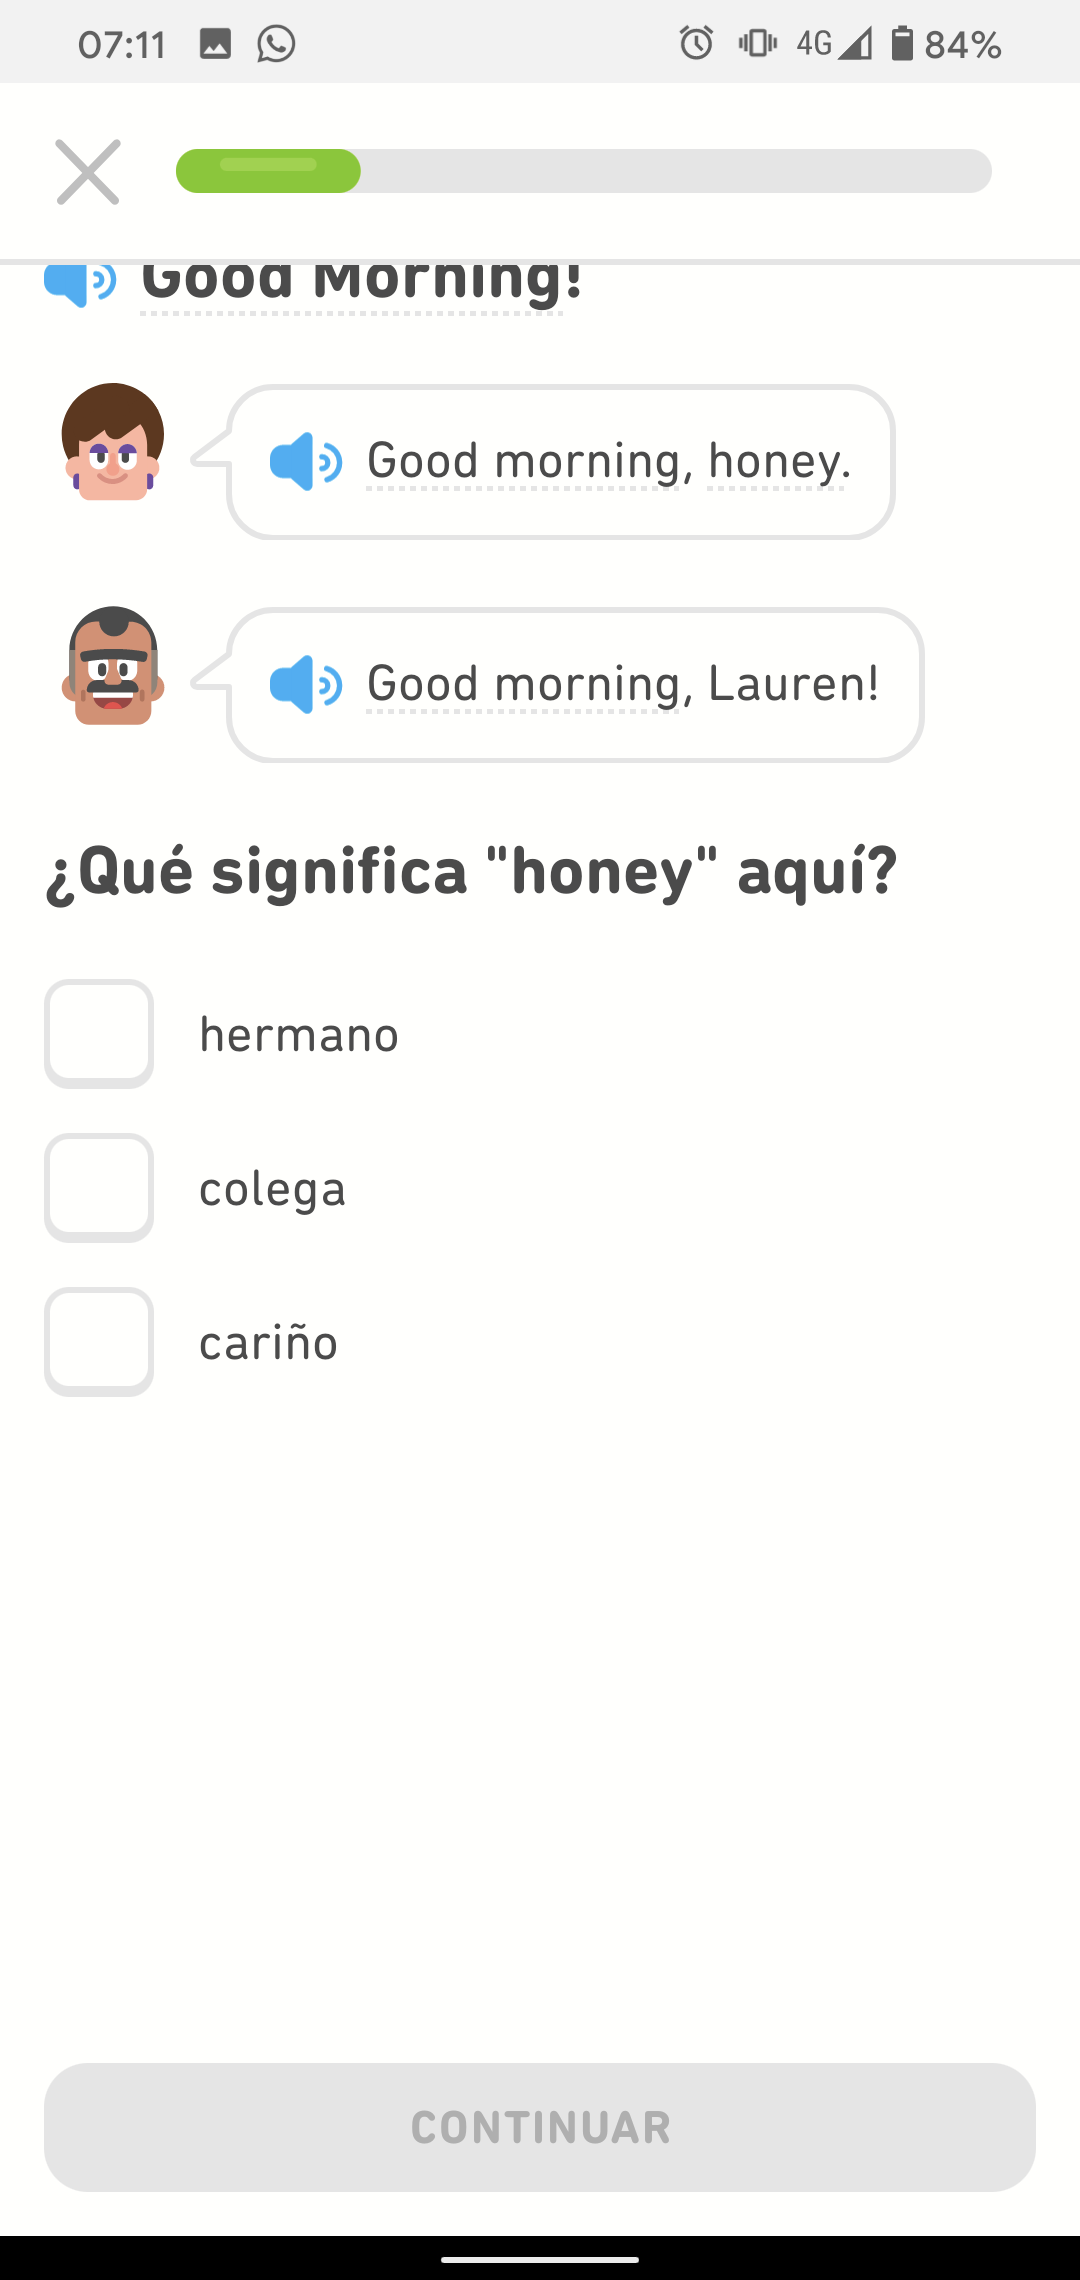 07:11 4G 84%
Good Morning!
Good morning, honey.
Good morning, Lauren!
¿Qué significa "honey" aquí?
hermano
colega
cariño
CONTINUAR